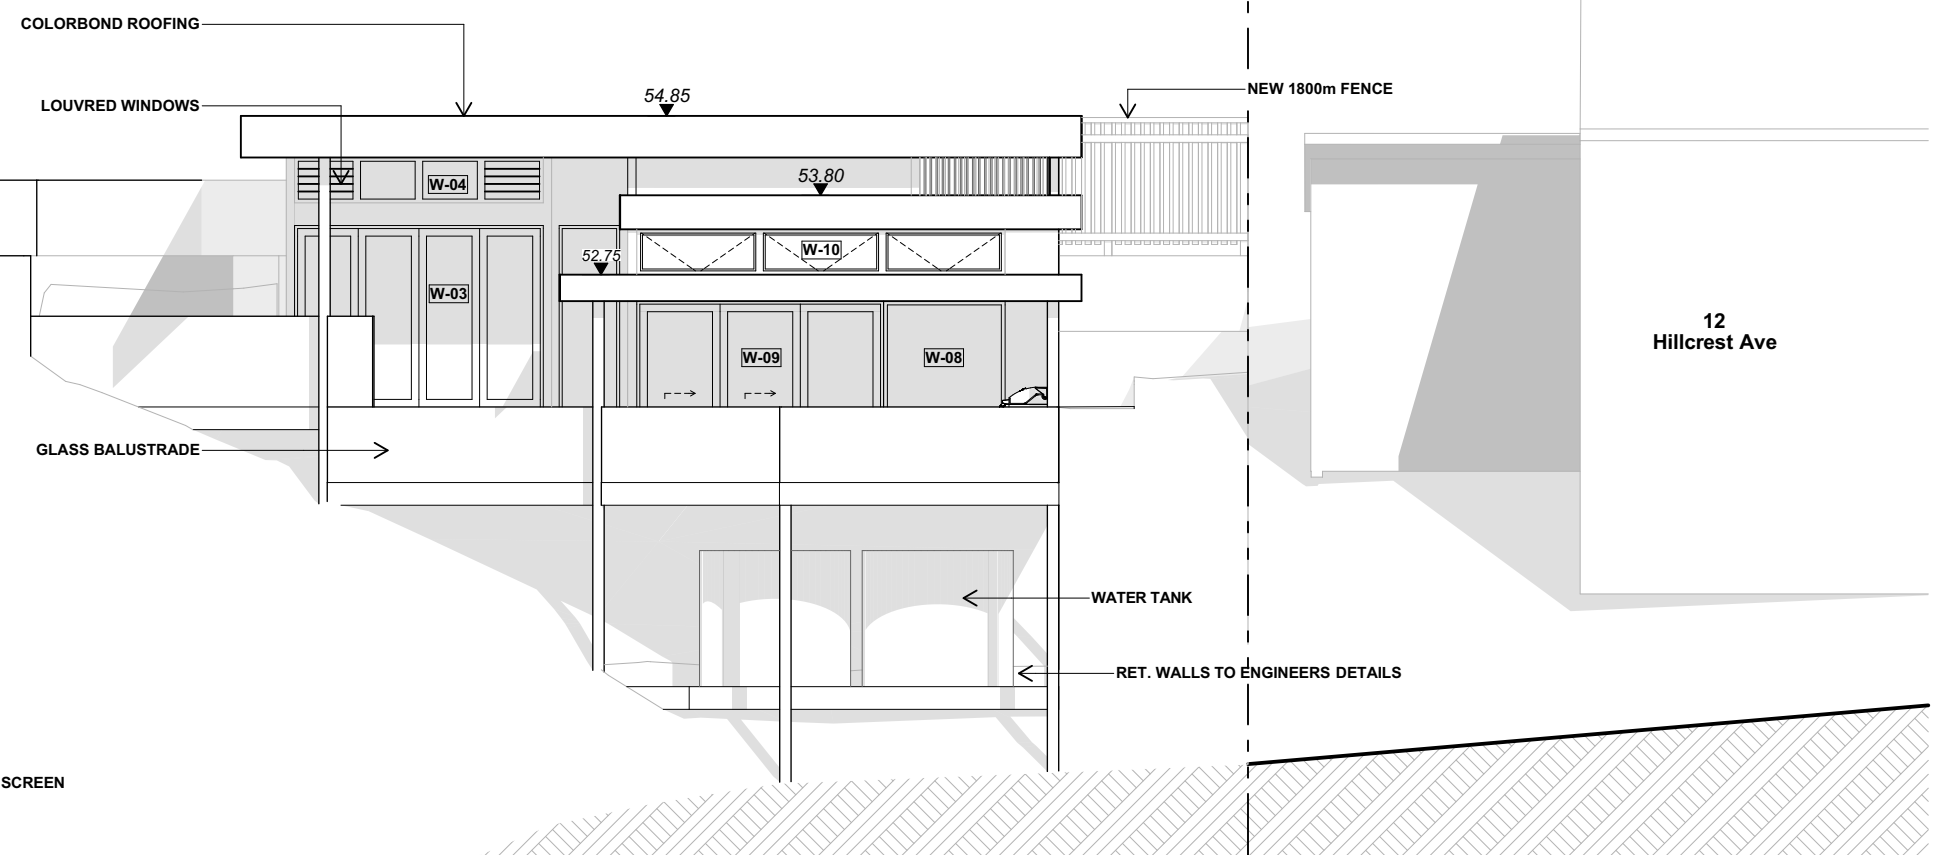 COLORBOND ROOFING
54.85
NEW 1800m FENCE
LOUVRED WINDOWS
53.80
W-04
W-10
52.75
W-03
12
Hillcrest Ave
W-09
W-08
GLASS BALUSTRADE
WATER TANK
RET. WALLS TO ENGINEERS DETAILS
SCREEN